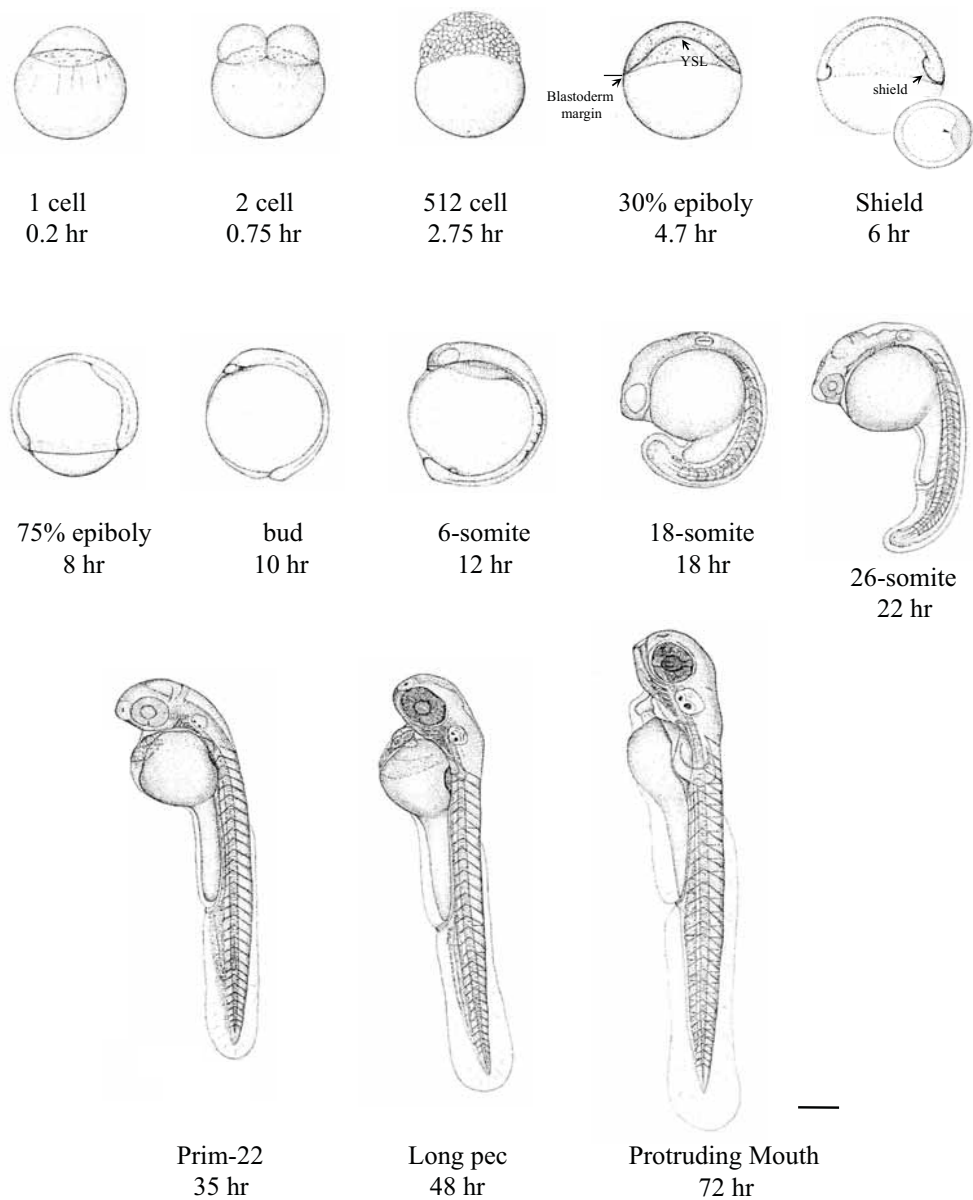 YSL
Blastoderm
margin
shield
1 cell
0.2 hr
2 cell
0.75 hr
512 cell
2.75 hr
30% epiboly
4.7 hr
Shield
6 hr
75% epiboly
8 hr
bud
10 hr
6-somite
12 hr
18-somite
18 hr
26-somite
22 hr
Prim-22
35 hr
Long pec
48 hr
Protruding Mouth
72 hr